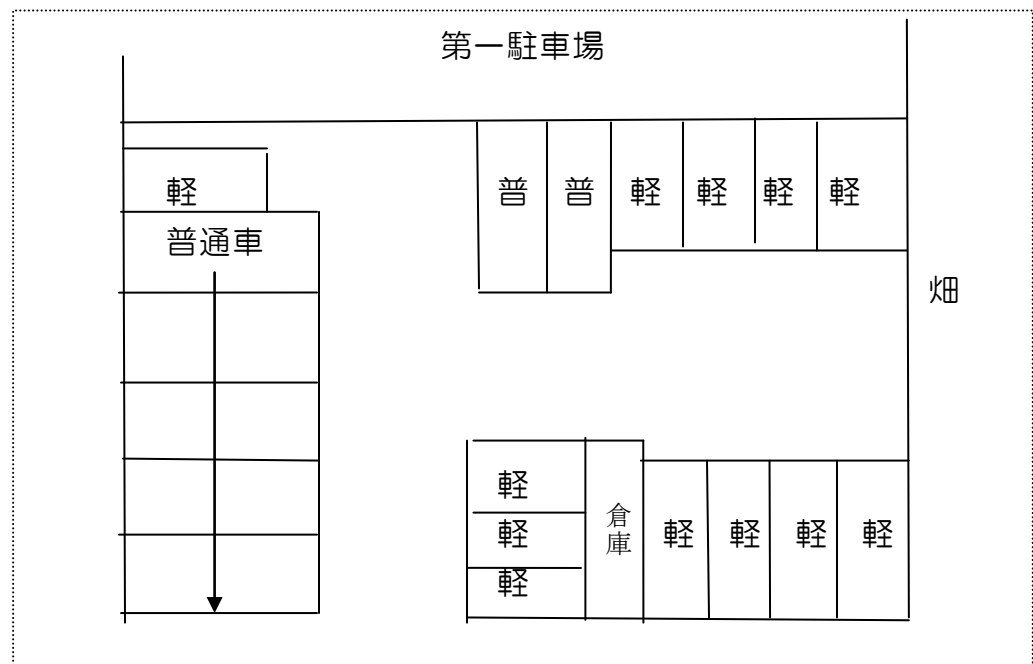 第一駐車場
軽
普 普 軽 軽 軽 軽
普通車
畑
軽
軽
軽
倉庫
軽 軽 軽 軽